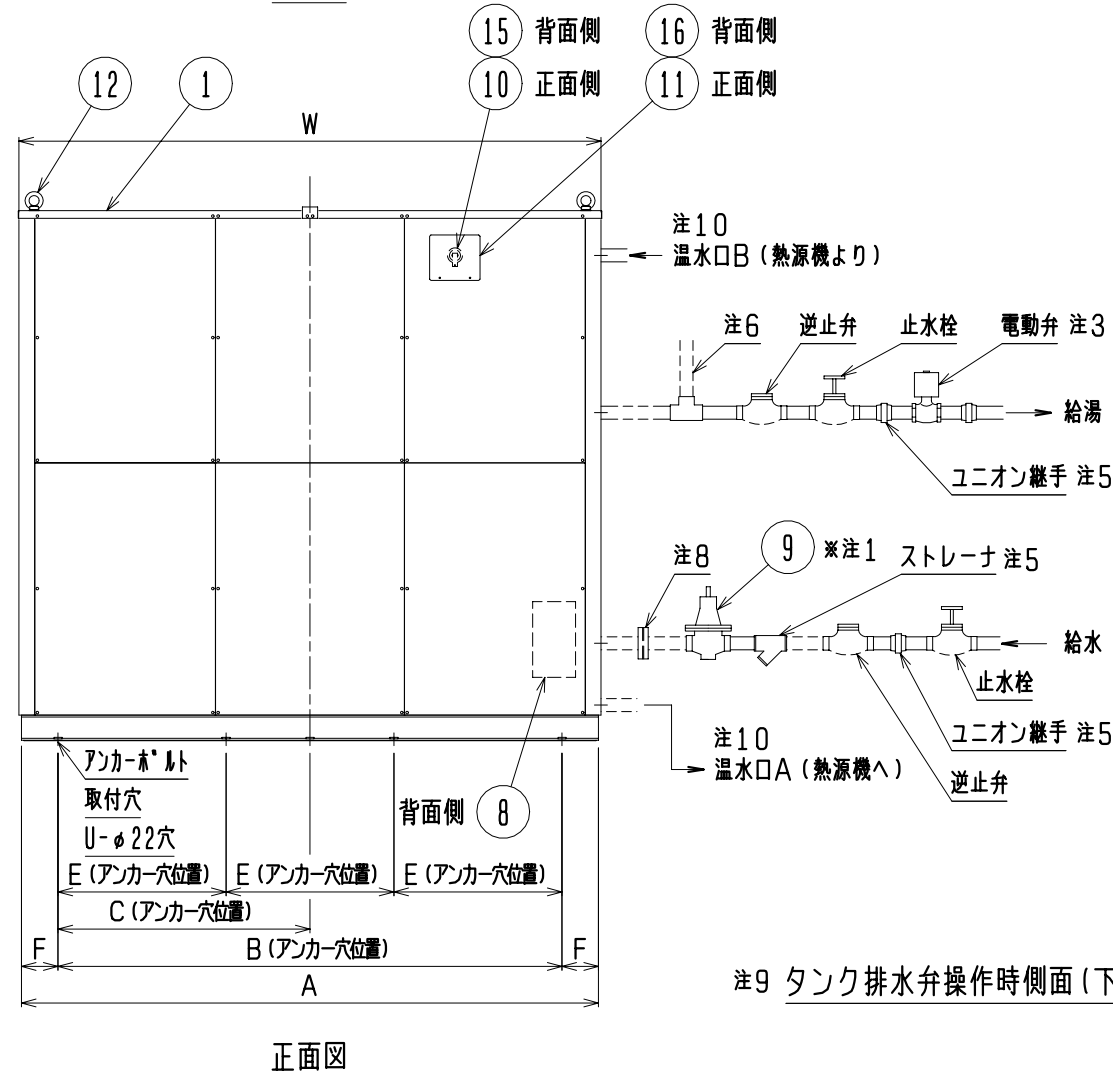 15 背面側
16 背面側
12
1
10 正面側
11 正面側
W
注10
温水口B(熱源機より)
注6
逆止弁
止水栓
電動弁 注3
給湯
ユニオン継手 注5
注8
9 ※注1
ストレーナ 注5
給水
止水栓
ユニオン継手 注5
逆止弁
注10
温水口A(熱源機へ)
アンカーボルト
取付穴
U-φ22穴
背面側 8
E(アンカー穴位置)
E(アンカー穴位置)
E(アンカー穴位置)
C(アンカー穴位置)
F
B(アンカー穴位置)
F
A
注9 タンク排水弁操作時側面(下
正面図